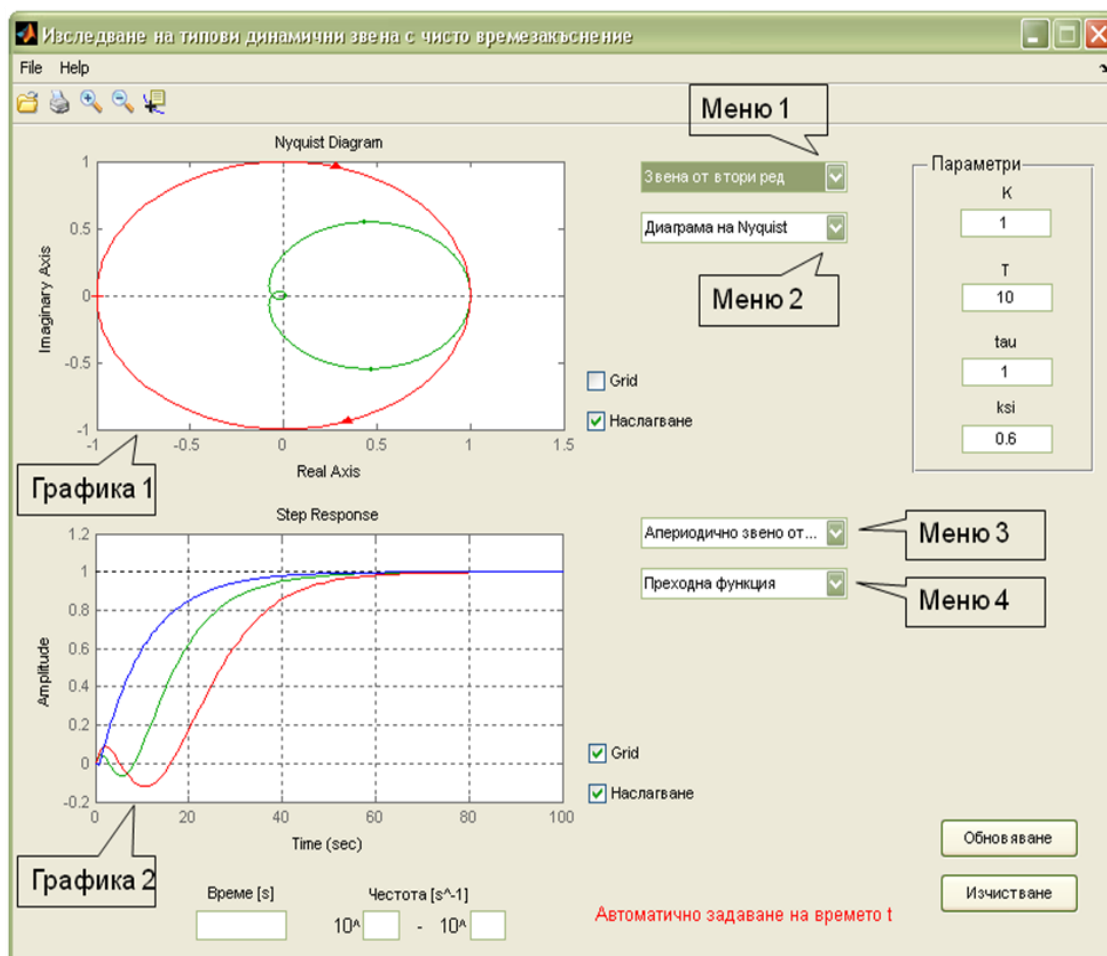 Изследване на типови динамични звена с чисто времезакъснение
File Help
Меню 1
Nyquist Diagram
Imaginary Axis
1
0.5
0
-0.5
-1
-1 -0.5 0 0.5 1 1.5
Real Axis
Графика 1
Звена от втори ред
Диаграма на Nyquist
Меню 2
Grid
Наслагване
Параметри
K
1
T
10
tau
1
ksi
0.6
Step Response
Amplitude
1.2
1
0.8
0.6
0.4
0.2
0
-0.2
0 20 40 60 80 100
Time (sec)
Графика 2
Апериодично звено от...
Меню 3
Преходна функция
Меню 4
Grid
Наслагване
Обновяване
Изчистване
Време [s]
Честота [s^-1]
10^ - 10^
Автоматично задаване на времето t